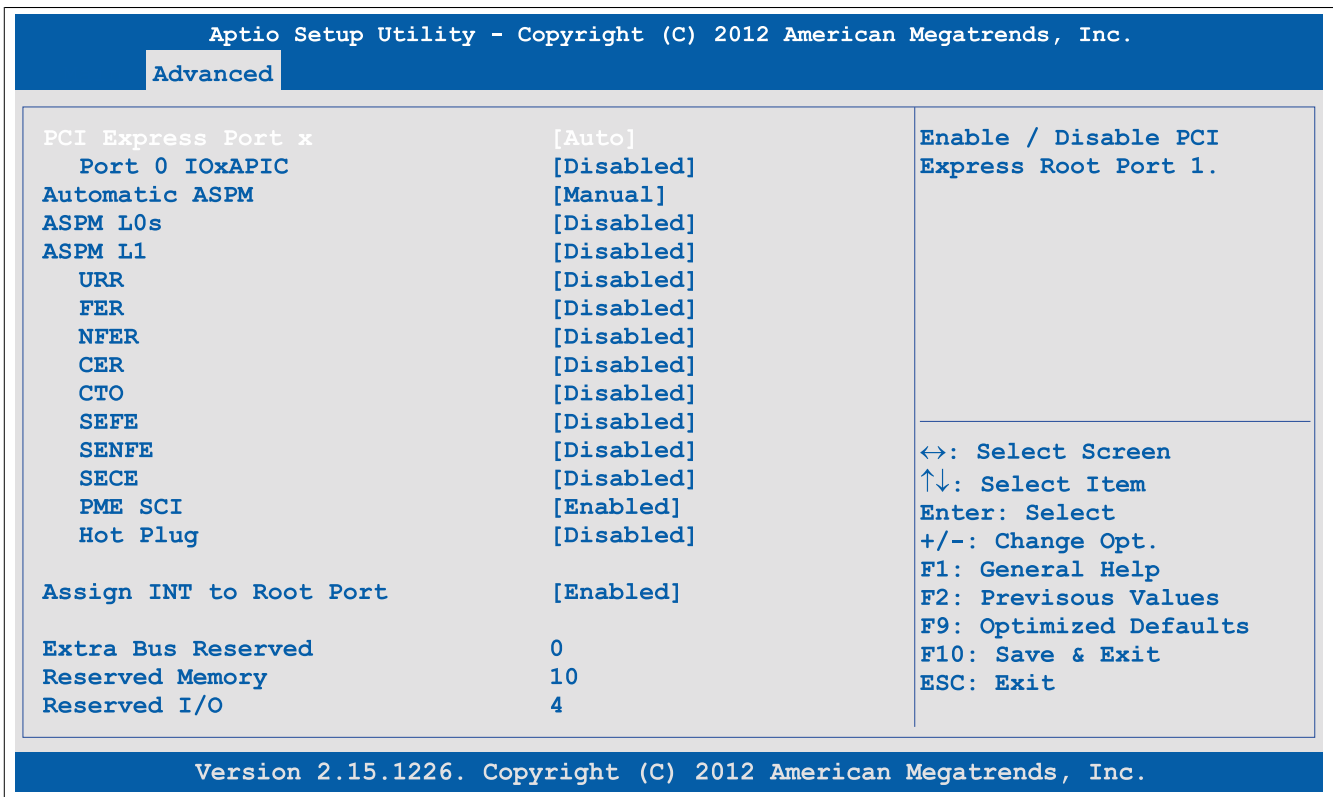 Aptio Setup Utility - Copyright (C) 2012 American Megatrends, Inc.
Advanced
PCI Express Port x [Auto]
Port 0 IOxAPIC [Disabled]
Automatic ASPM [Manual]
ASPM L0s [Disabled]
ASPM L1 [Disabled]
URR [Disabled]
FER [Disabled]
NFER [Disabled]
CER [Disabled]
CTO [Disabled]
SEFE [Disabled]
SENFE [Disabled]
SECE [Disabled]
PME SCI [Enabled]
Hot Plug [Disabled]
Assign INT to Root Port [Enabled]
Extra Bus Reserved 0
Reserved Memory 10
Reserved I/O 4
Enable / Disable PCI
Express Root Port 1.
↔: Select Screen
↑↓: Select Item
Enter: Select
+/-: Change Opt.
F1: General Help
F2: Previsous Values
F9: Optimized Defaults
F10: Save & Exit
ESC: Exit
Version 2.15.1226. Copyright (C) 2012 American Megatrends, Inc.